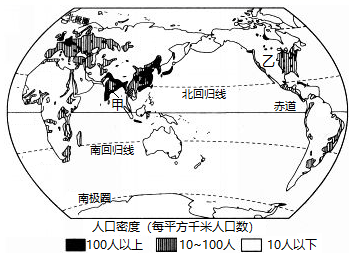 北极圈
乙
甲
北回归线
赤道
南回归线
南极圈
人口密度 (每平方千米人口数)
100人以上 10~100人 10人以下